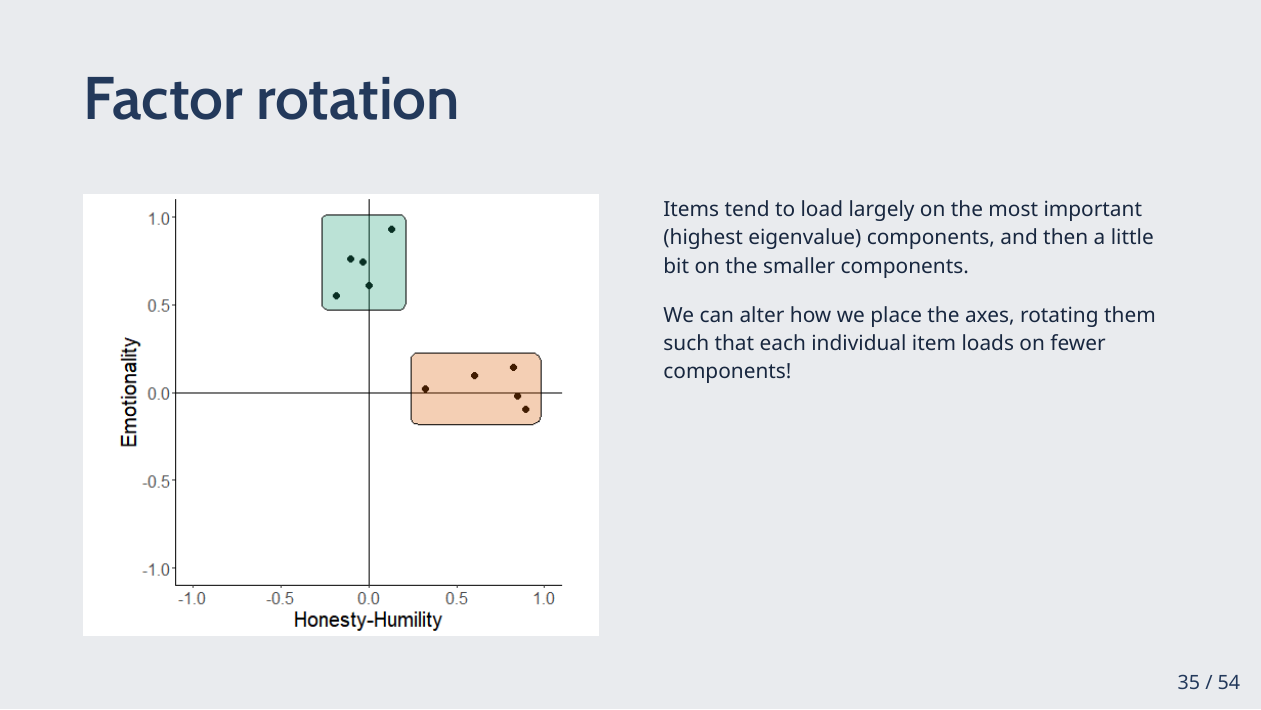 Factor rotation
Items tend to load largely on the most important
(highest eigenvalue) components, and then a little
bit on the smaller components.
We can alter how we place the axes, rotating them
such that each individual item loads on fewer
components!
1.0
0.5
0.0
-0.5
-1.0
Emotionality
-1.0 -0.5 0.0 0.5 1.0
Honesty-Humility
35 / 54